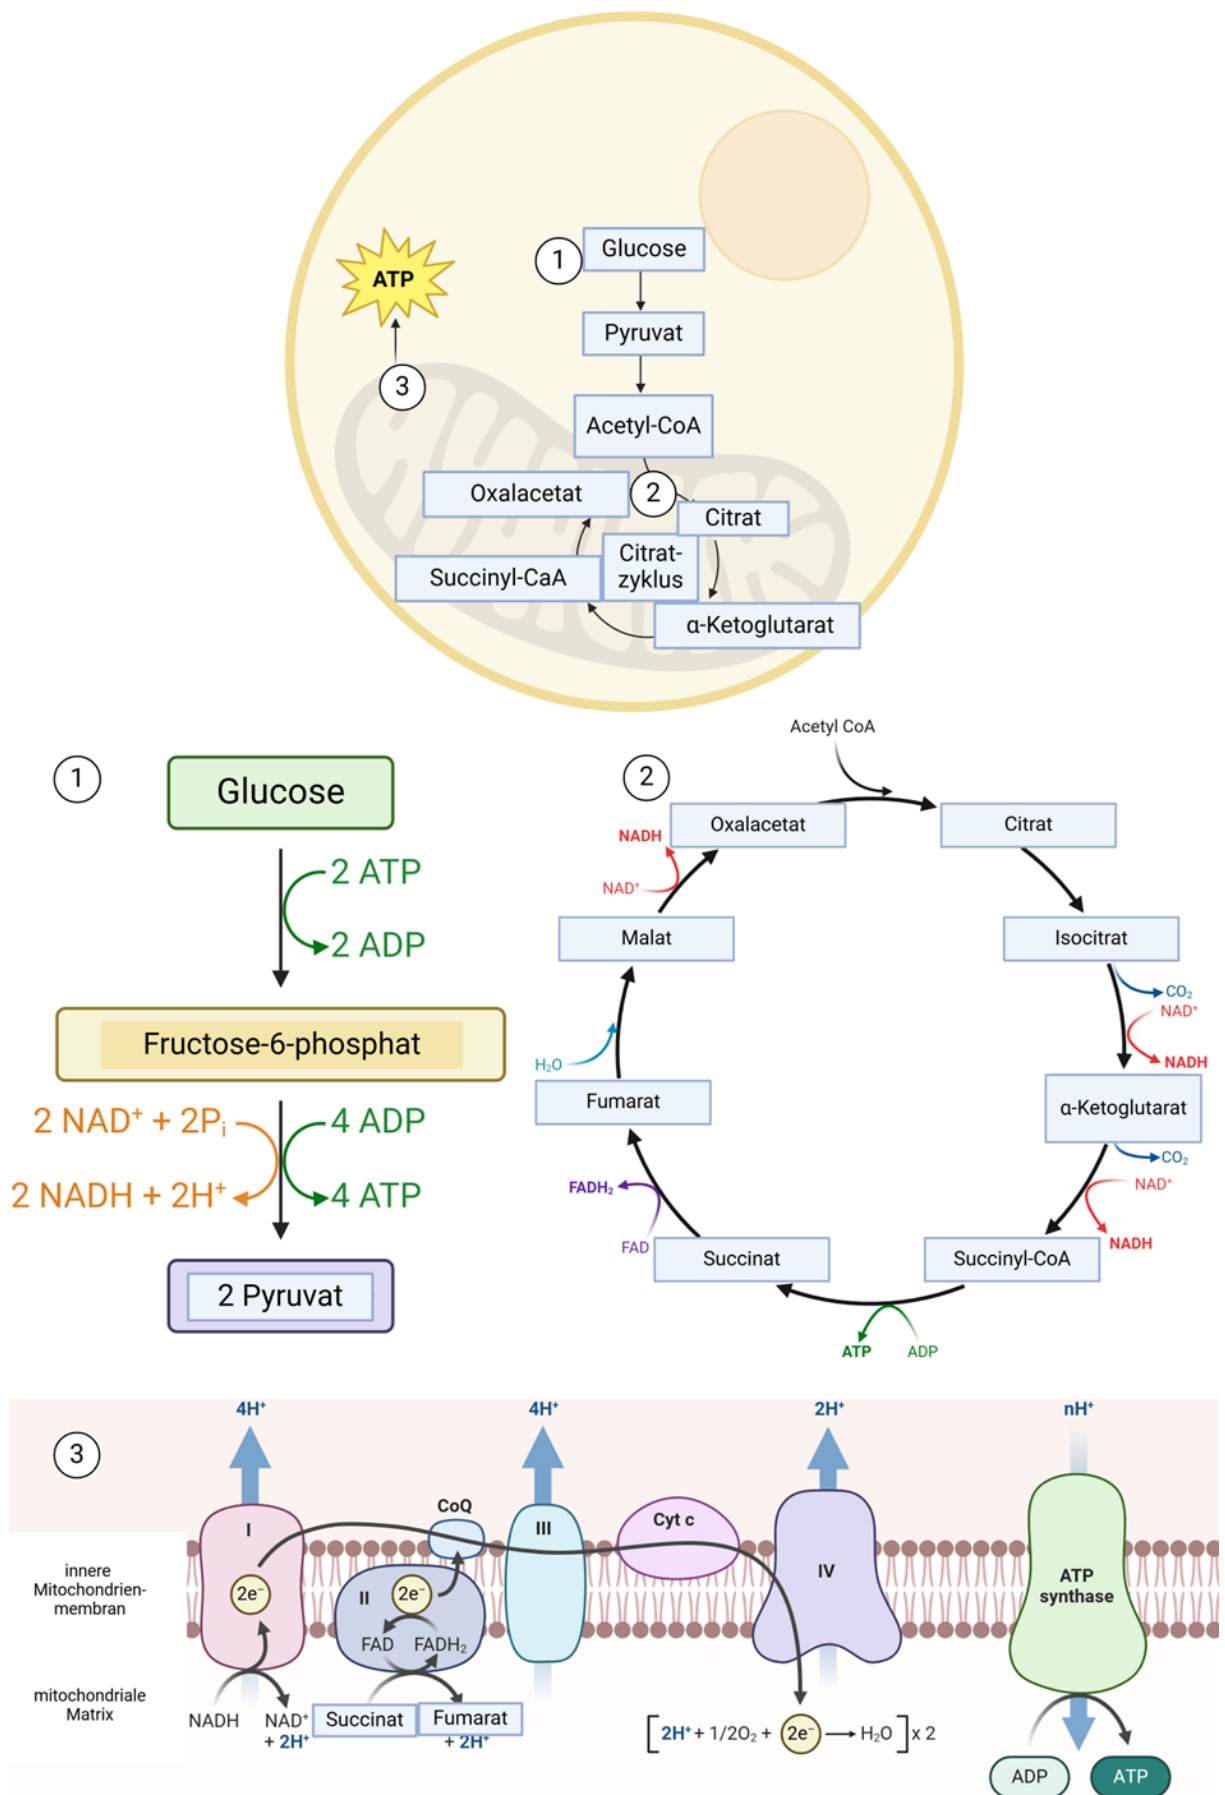 Glucose
1
ATP
Pyruvat
3
Acetyl-CoA
Oxalacetat
2
Citrat
Citrat-
zyklus
Succinyl-CaA
α-Ketoglutarat
1
Glucose
2 ATP
2 ADP
Fructose-6-phosphat
2 NAD⁺ + 2Pᵢ
4 ADP
2 NADH + 2H⁺
4 ATP
2 Pyruvat
2
Acetyl CoA
Oxalacetat
Citrat
NADH
NAD⁺
Malat
Isocitrat
CO₂
NAD⁺
NADH
H₂O
Fumarat
α-Ketoglutarat
CO₂
FADH₂
NAD⁺
FAD
NADH
Succinat
Succinyl-CoA
ATP
ADP
3
4H⁺
4H⁺
2H⁺
nH⁺
CoQ
I
III
Cyt c
IV
ATP
synthase
innere
Mitochondrien-
membran
2e⁻
II
2e⁻
FAD
FADH₂
mitochondriale
Matrix
NADH
NAD⁺
+ 2H⁺
Succinat
Fumarat
+ 2H⁺
[2H⁺ + 1/2O₂ + 2e⁻ → H₂O] x 2
ADP
ATP